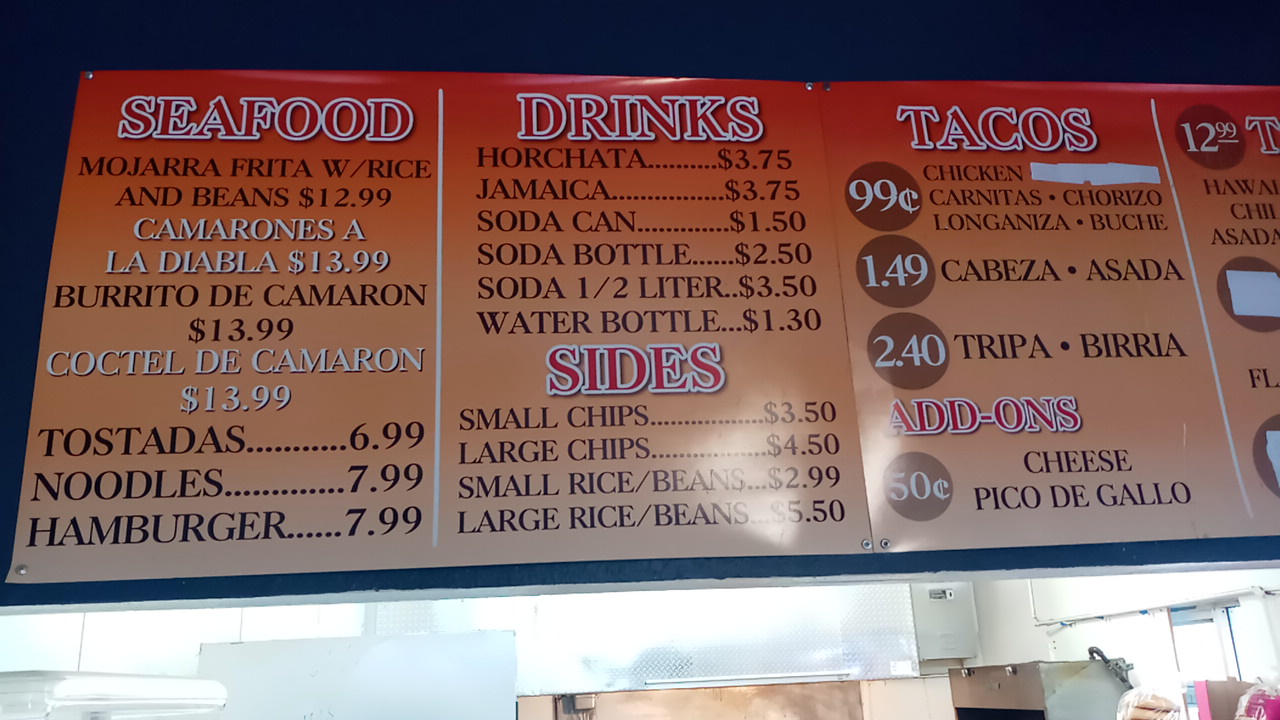 SEAFOOD
MOJARRA FRITA W/RICE
AND BEANS $12.99
CAMARONES A
LA DIABLA $13.99
BURRITO DE CAMARON
$13.99
COCTEL DE CAMARON
$13.99
TOSTADAS............6.99
NOODLES.............7.99
HAMBURGER......7.99
DRINKS
HORCHATA..........$3.75
JAMAICA.................$3.75
SODA CAN.............$1.50
SODA BOTTLE......$2.50
SODA 1/2 LITER..$3.50
WATER BOTTLE...$1.30
SIDES
SMALL CHIPS.................$3.50
LARGE CHIPS.................$4.50
SMALL RICE/BEANS...$2.99
LARGE RICE/BEANS...$5.50
TACOS
99¢
CHICKEN
CARNITAS • CHORIZO
LONGANIZA • BUCHE
1.49 CABEZA • ASADA
2.40 TRIPA • BIRRIA
ADD-ONS
50¢
CHEESE
PICO DE GALLO
12.99